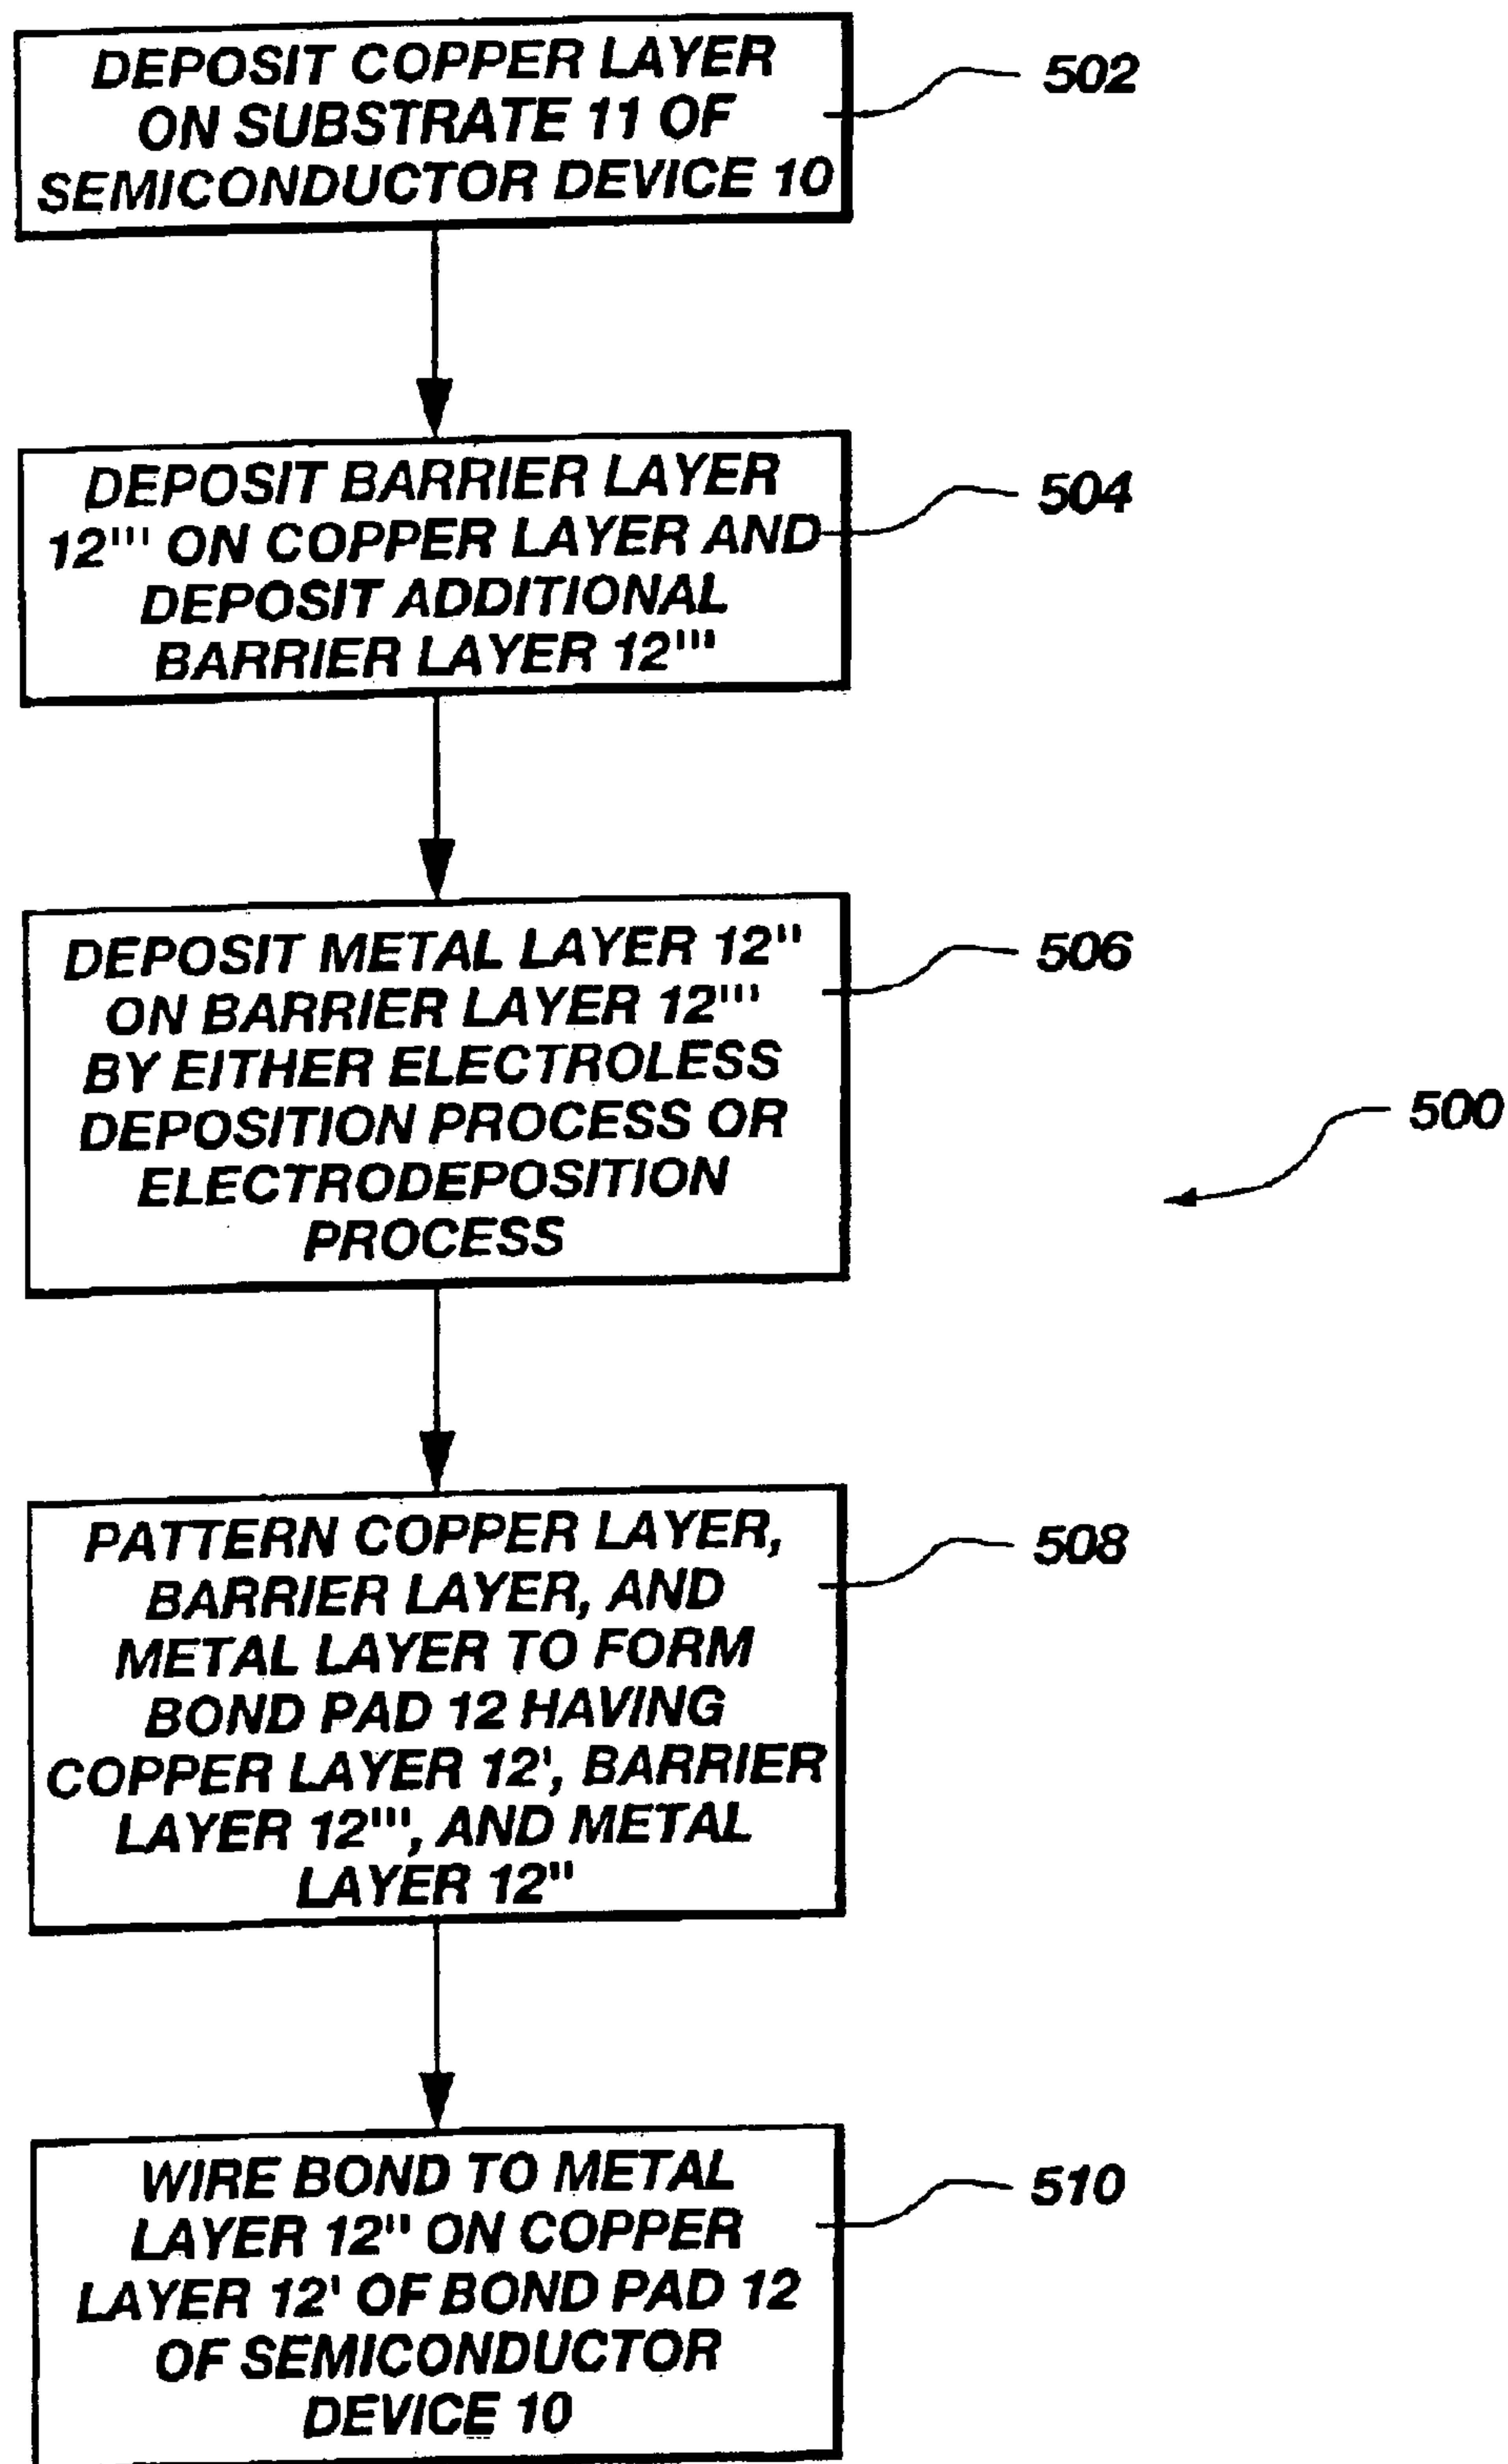 DEPOSIT COPPER LAYER
ON SUBSTRATE 11 OF
SEMICONDUCTOR DEVICE 10
502
DEPOSIT BARRIER LAYER
12''' ON COPPER LAYER AND
DEPOSIT ADDITIONAL
BARRIER LAYER 12'''
504
DEPOSIT METAL LAYER 12''
ON BARRIER LAYER 12'''
BY EITHER ELECTROLESS
DEPOSITION PROCESS OR
ELECTRODEPOSITION
PROCESS
506
500
PATTERN COPPER LAYER,
BARRIER LAYER, AND
METAL LAYER TO FORM
BOND PAD 12 HAVING
COPPER LAYER 12', BARRIER
LAYER 12''', AND METAL
LAYER 12''
508
WIRE BOND TO METAL
LAYER 12'' ON COPPER
LAYER 12' OF BOND PAD 12
OF SEMICONDUCTOR
DEVICE 10
510